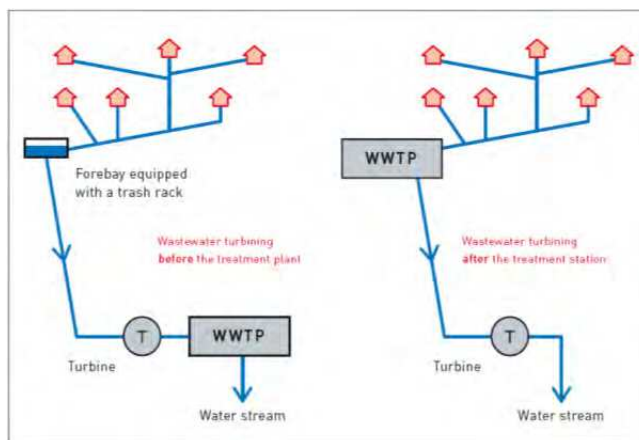 Forebay equipped
with a trash rack
Wastewater turbining
before the treatment plant
T
WWTP
Turbine
Water stream
WWTP
Wastewater turbining
after the treatment station
T
Turbine
Water stream